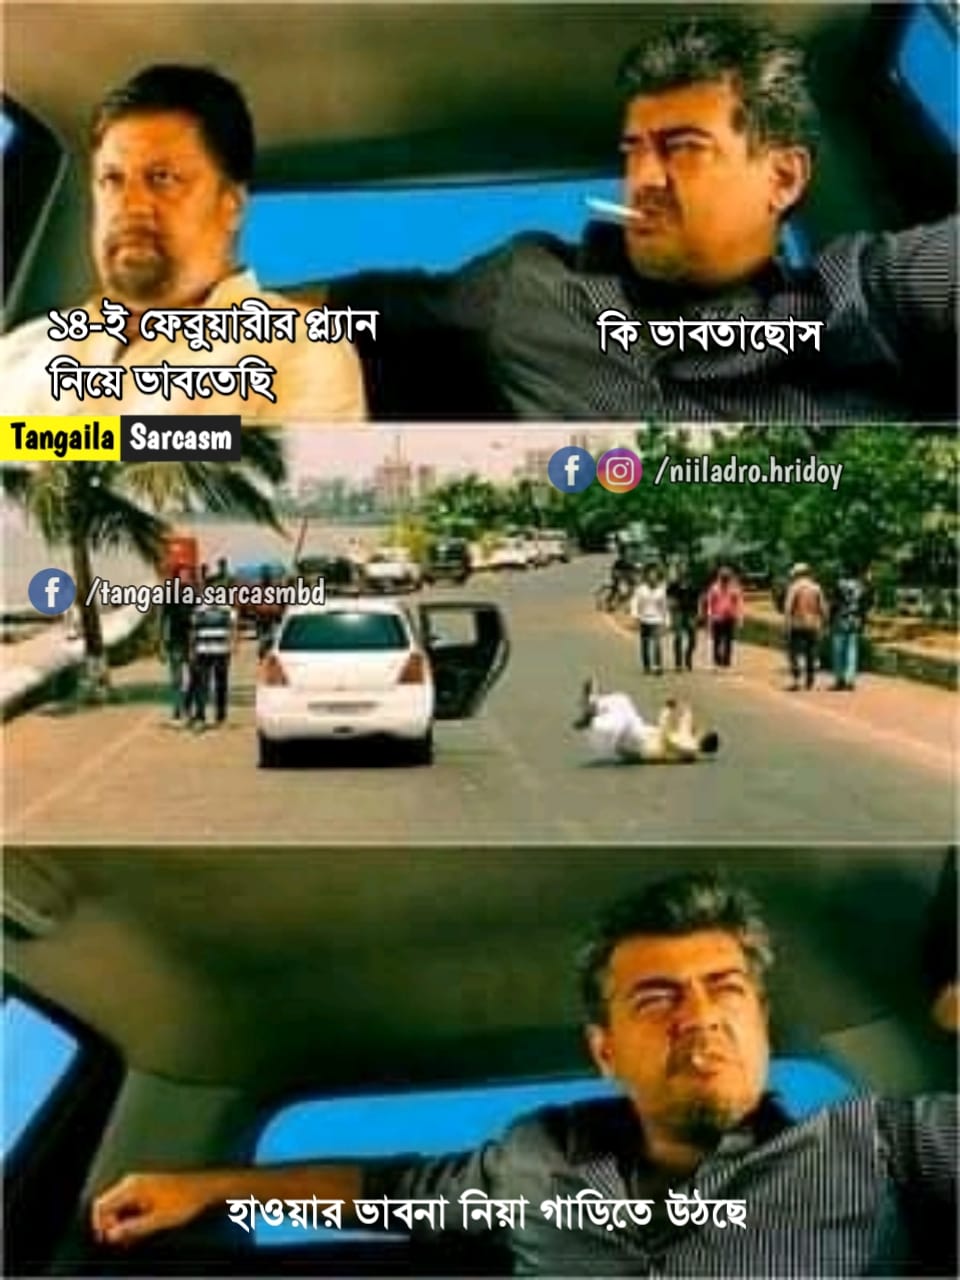 ১৪-ই ফেব্রুয়ারীর প্ল্যান
নিয়ে ভাবতেছি
কি ভাবতাছোস
Tangaila Sarcasm
/niiladro.hridoy
/tangaila.sarcasmbd
হাওয়ার ভাবনা নিয়া গাড়িতে উঠছে